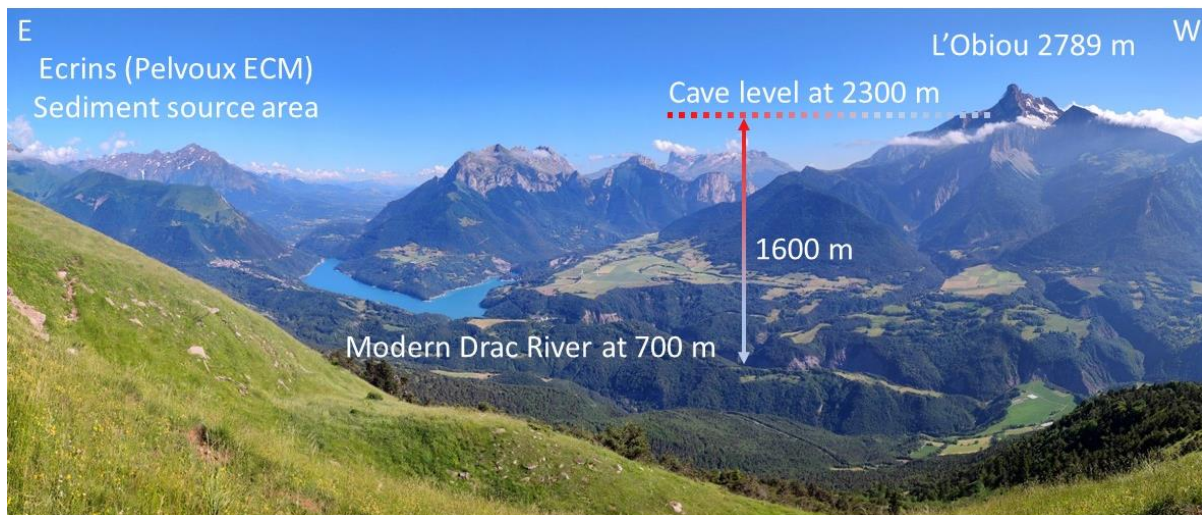 E
W
L'Obiou 2789 m
Ecrins (Pelvoux ECM)
Sediment source area
Cave level at 2300 m
1600 m
Modern Drac River at 700 m